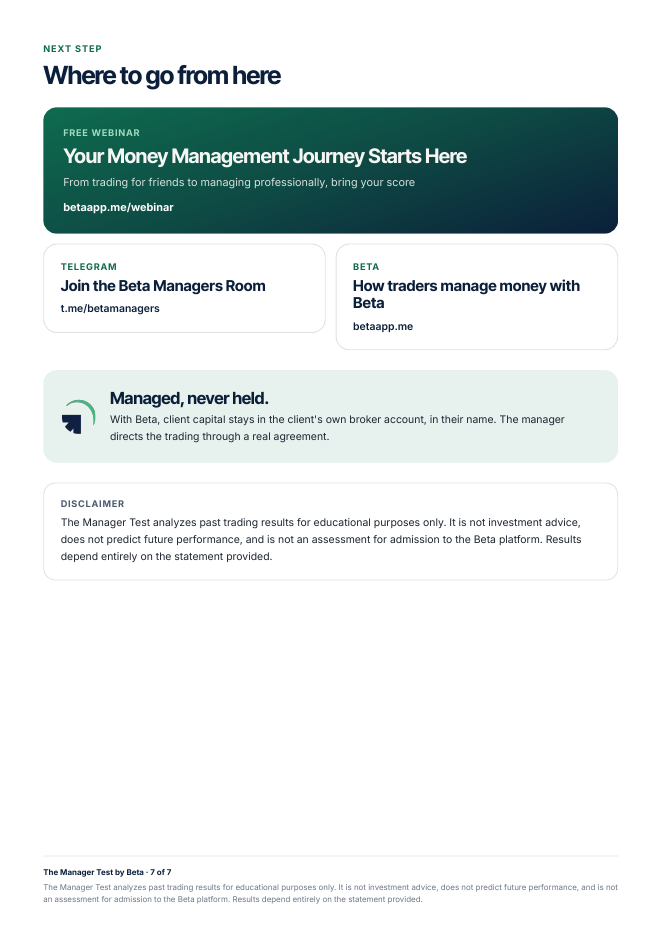 NEXT STEP
Where to go from here
FREE WEBINAR
Your Money Management Journey Starts Here
From trading for friends to managing professionally, bring your score
betaapp.me/webinar
TELEGRAM
Join the Beta Managers Room
t.me/betamanagers
BETA
How traders manage money with
Beta
betaapp.me
Managed, never held.
With Beta, client capital stays in the client's own broker account, in their name. The manager
directs the trading through a real agreement.
DISCLAIMER
The Manager Test analyzes past trading results for educational purposes only. It is not investment advice,
does not predict future performance, and is not an assessment for admission to the Beta platform. Results
depend entirely on the statement provided.
The Manager Test by Beta · 7 of 7
The Manager Test analyzes past trading results for educational purposes only. It is not investment advice, does not predict future performance, and is not
an assessment for admission to the Beta platform. Results depend entirely on the statement provided.